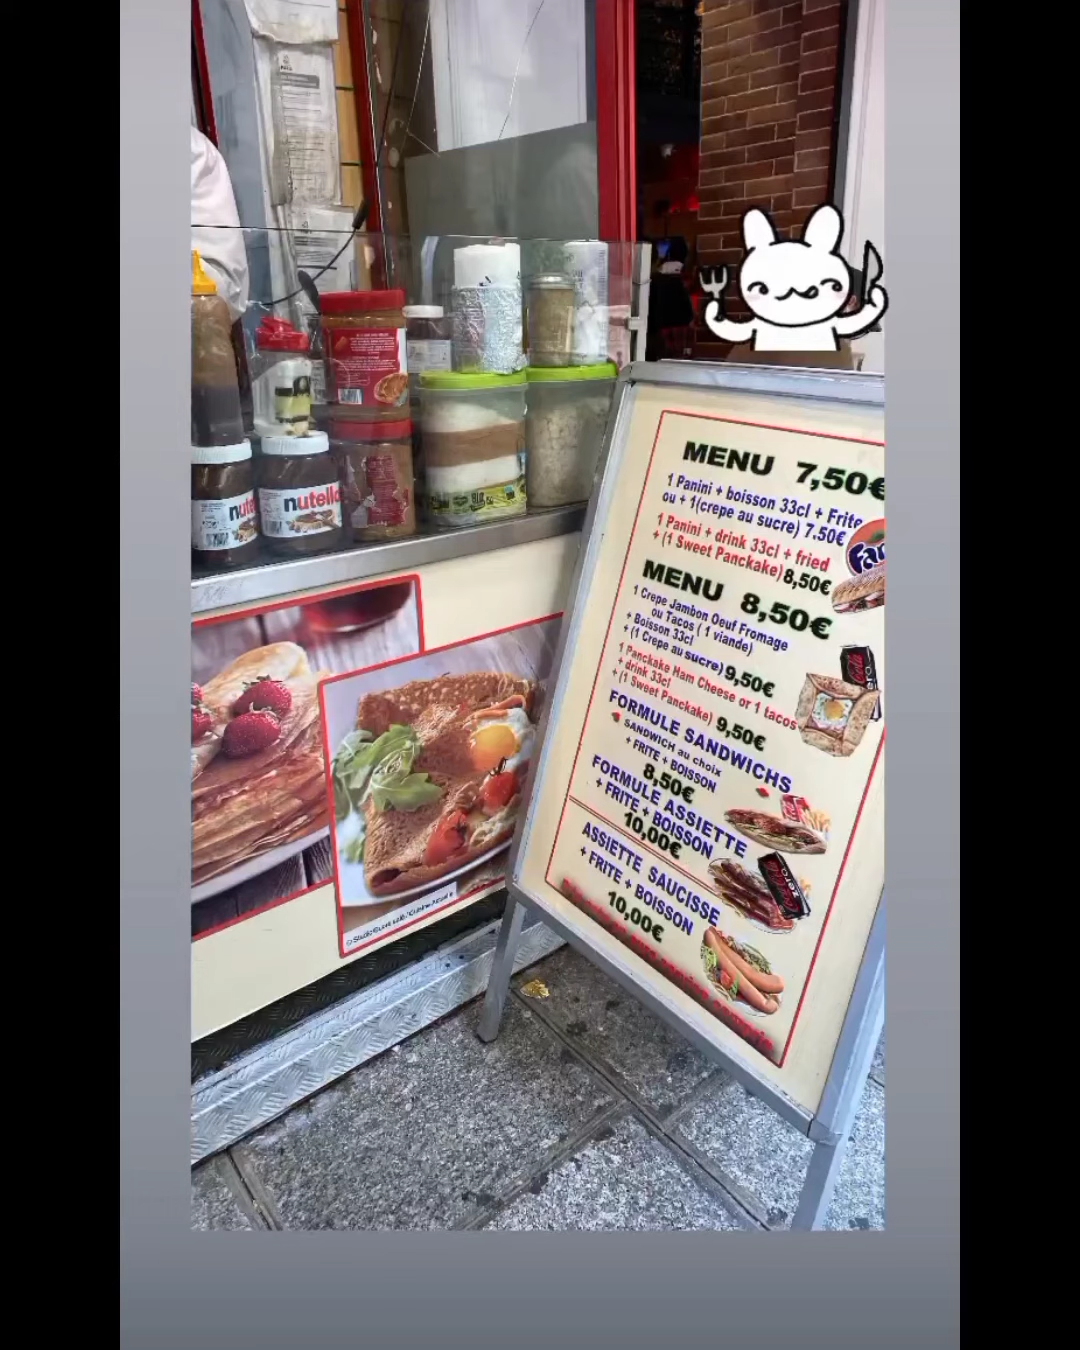 MENU 7,50€
1 Panini + boisson 33cl + Frite
ou + 1(crepe au sucre) 7.50€
1 Panini + drink 33cl + fried
+ (1 Sweet Panckake) 8,50€
MENU 8,50€
1 Crepe Jambon Oeuf Fromage
ou Tacos ( 1 viande)
+ Boisson 33cl
+ (1 Crepe au sucre) 9,50€
1 Panckake Ham Cheese or 1 tacos
+ drink 33cl
+ (1 Sweet Panckake) 9,50€
FORMULE SANDWICHS
SANDWICH au choix
+ FRITE + BOISSON
8,50€
FORMULE ASSIETTE
+ FRITE + BOISSON
10,00€
ASSIETTE SAUCISSE
+ FRITE + BOISSON
10,00€
nutella
nutella
Fan
Coca-Cola
zero